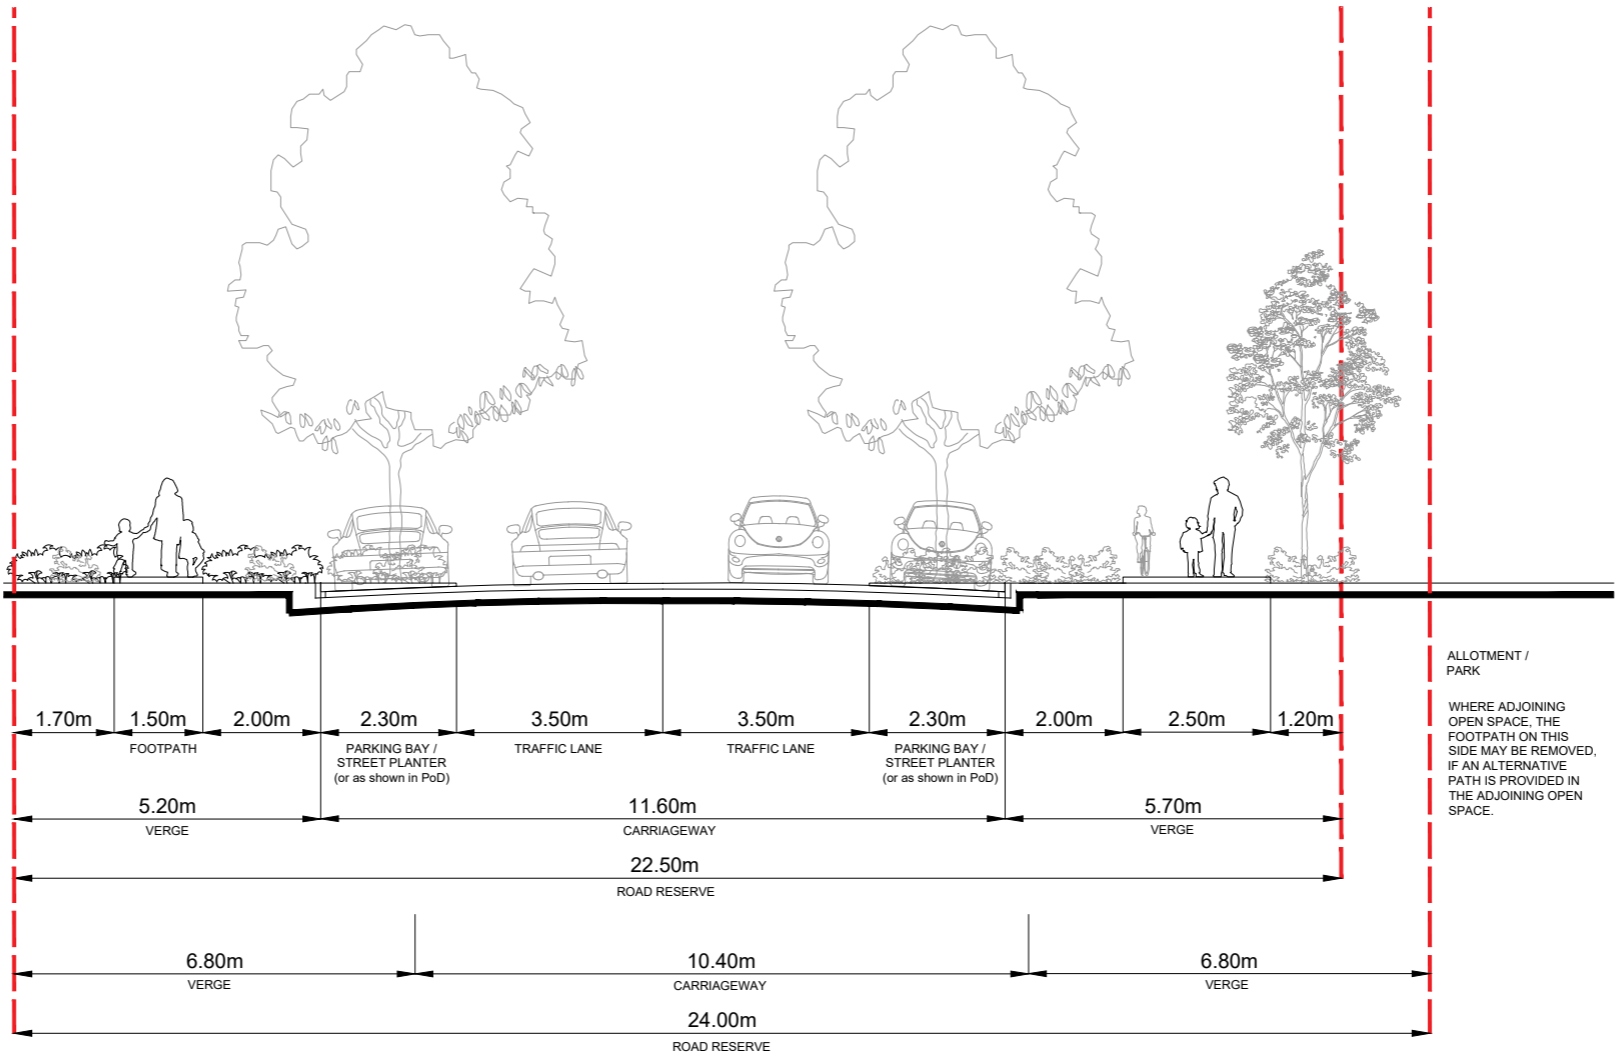 ALLOTMENT /
PARK
WHERE ADJOINING
OPEN SPACE, THE
FOOTPATH ON THIS
SIDE MAY BE REMOVED,
IF AN ALTERNATIVE
PATH IS PROVIDED IN
THE ADJOINING OPEN
SPACE.
1.70m 1.50m 2.00m 2.30m 3.50m 3.50m 2.30m 2.00m 2.50m 1.20m
FOOTPATH
PARKING BAY /
STREET PLANTER
(or as shown in PoD)
TRAFFIC LANE
TRAFFIC LANE
PARKING BAY /
STREET PLANTER
(or as shown in PoD)
5.20m 11.60m 5.70m
VERGE CARRIAGEWAY VERGE
22.50m
ROAD RESERVE
6.80m 10.40m 6.80m
VERGE CARRIAGEWAY VERGE
24.00m
ROAD RESERVE